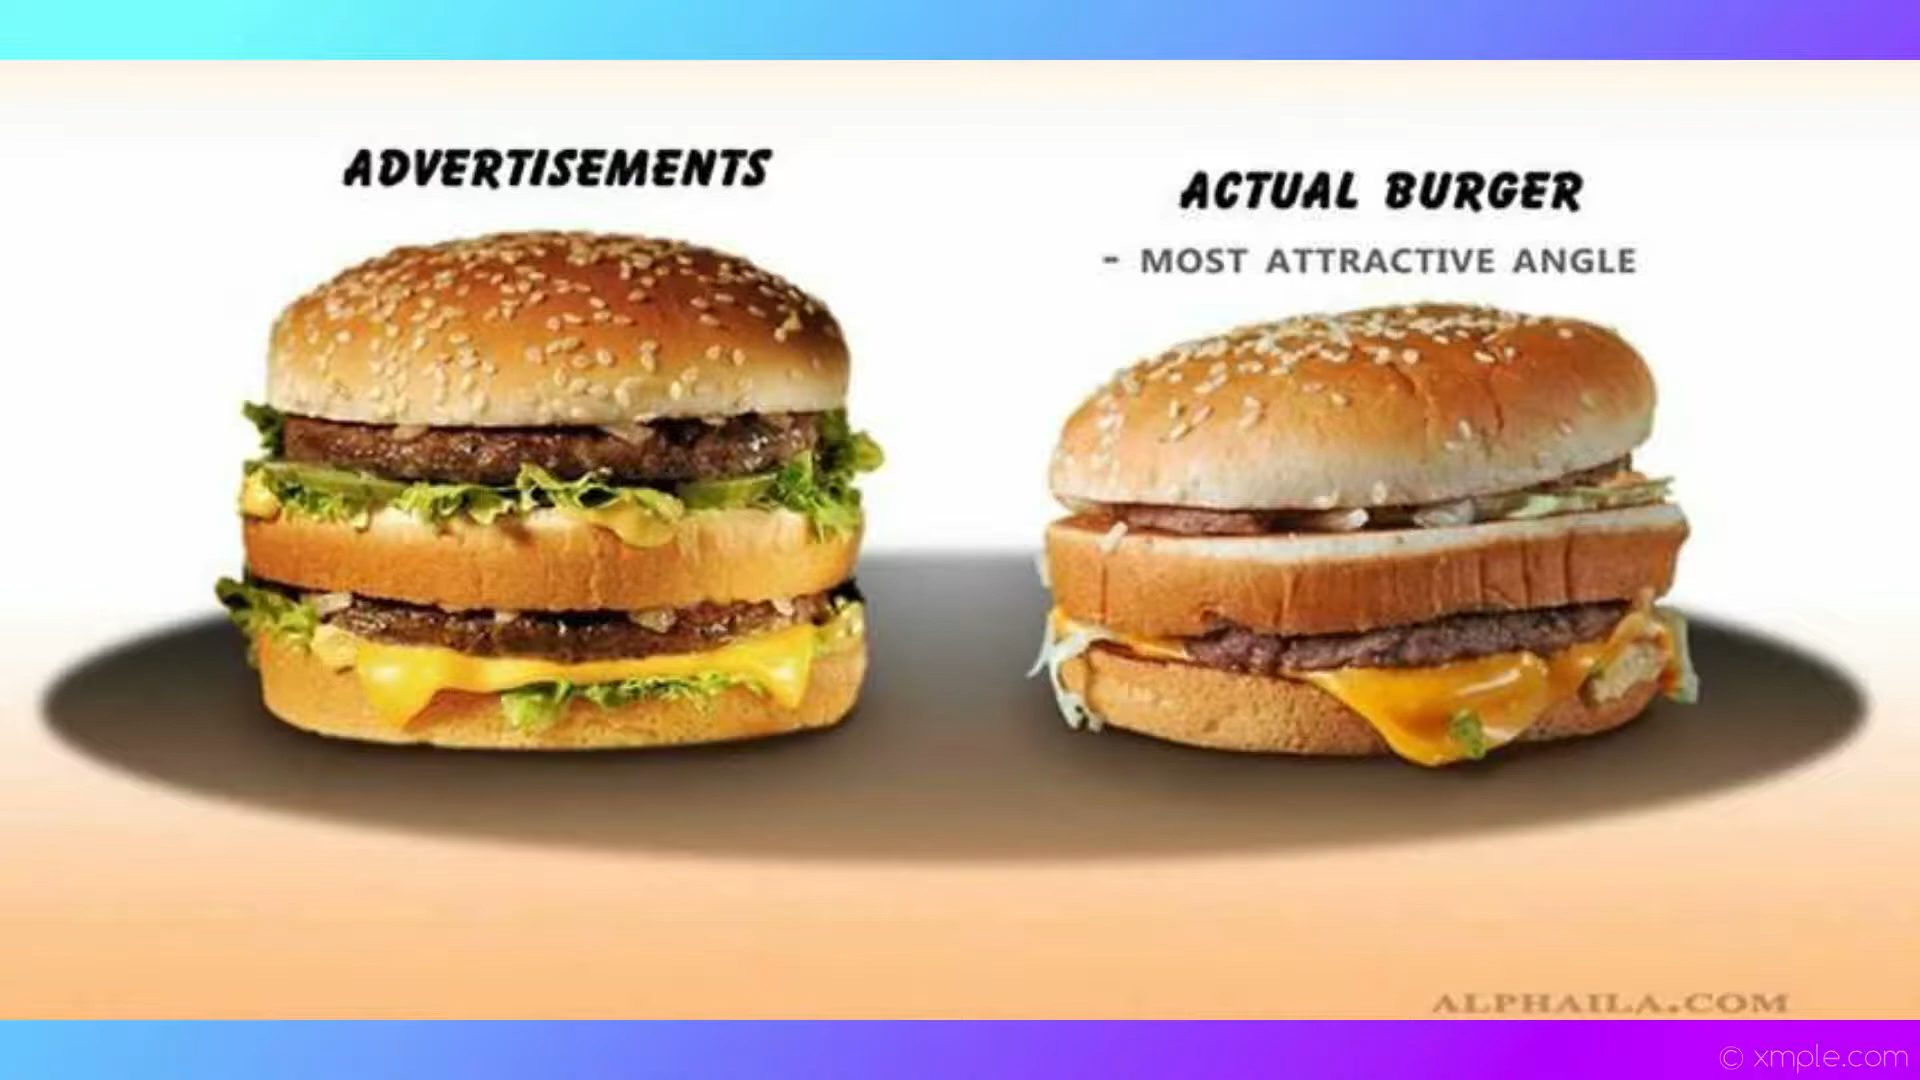 ADVERTISEMENTS
ACTUAL BURGER
- MOST ATTRACTIVE ANGLE
ALPHAILA.COM
© xmple.com